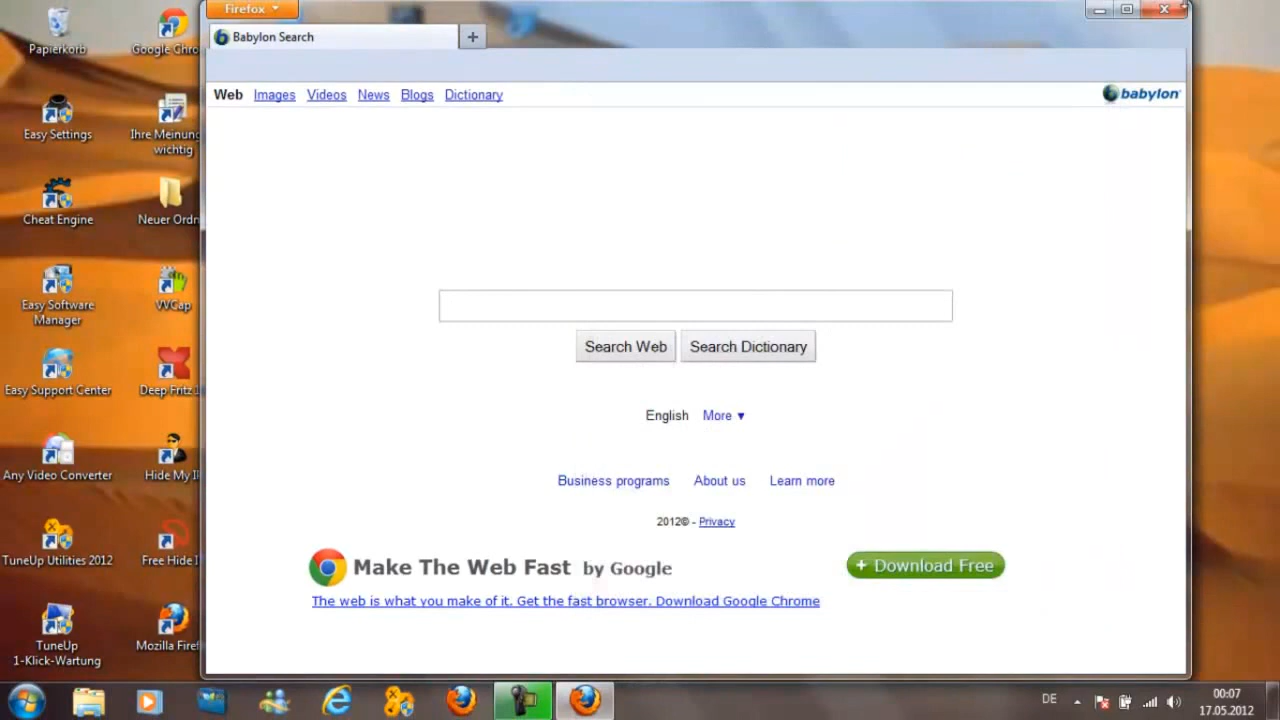 Firefox
Babylon Search
Web Images Videos News Blogs Dictionary
babylon
Search Web
Search Dictionary
English More ▼
Business programs About us Learn more
2012© - Privacy
Make The Web Fast by Google
+ Download Free
The web is what you make of it. Get the fast browser. Download Google Chrome
Papierkorb
Google Chro
Easy Settings
Ihre Meinung
wichtig
Cheat Engine
Neuer Ordn
Easy Software
Manager
VVCap
Easy Support Center
Deep Fritz
Any Video Converter
Hide My I
TuneUp Utilities 2012
Free Hide I
TuneUp
1-Klick-Wartung
Mozilla Firef
DE
00:07
17.05.2012